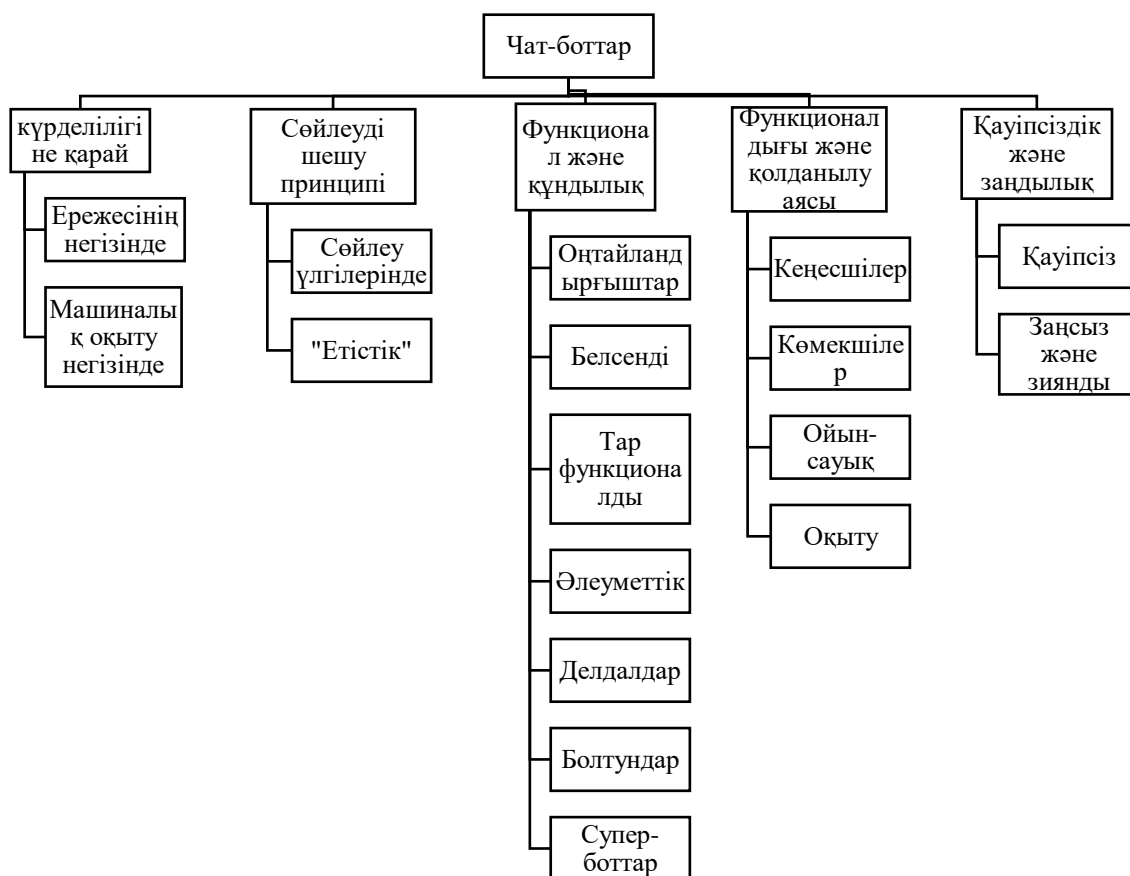 Чат-боттар
күрделілігі
не қарай
Ережесінің
негізінде
Машиналы
қ оқыту
негізінде
Сөйлеуді
шешу
принципі
Сөйлеу
үлгілерінде
"Етістік"
Функциона
л және
құндылық
Оңтайланд
ырғыштар
Белсенді
Тар
функциона
лды
Әлеуметтік
Делдалдар
Болтундар
Супер-
боттар
Функционал
дығы және
қолданылу
аясы
Кеңесшілер
Көмекшіле
р
Ойын-
сауық
Оқыту
Қауіпсіздік
және
заңдылық
Қауіпсіз
Заңсыз
және
зиянды